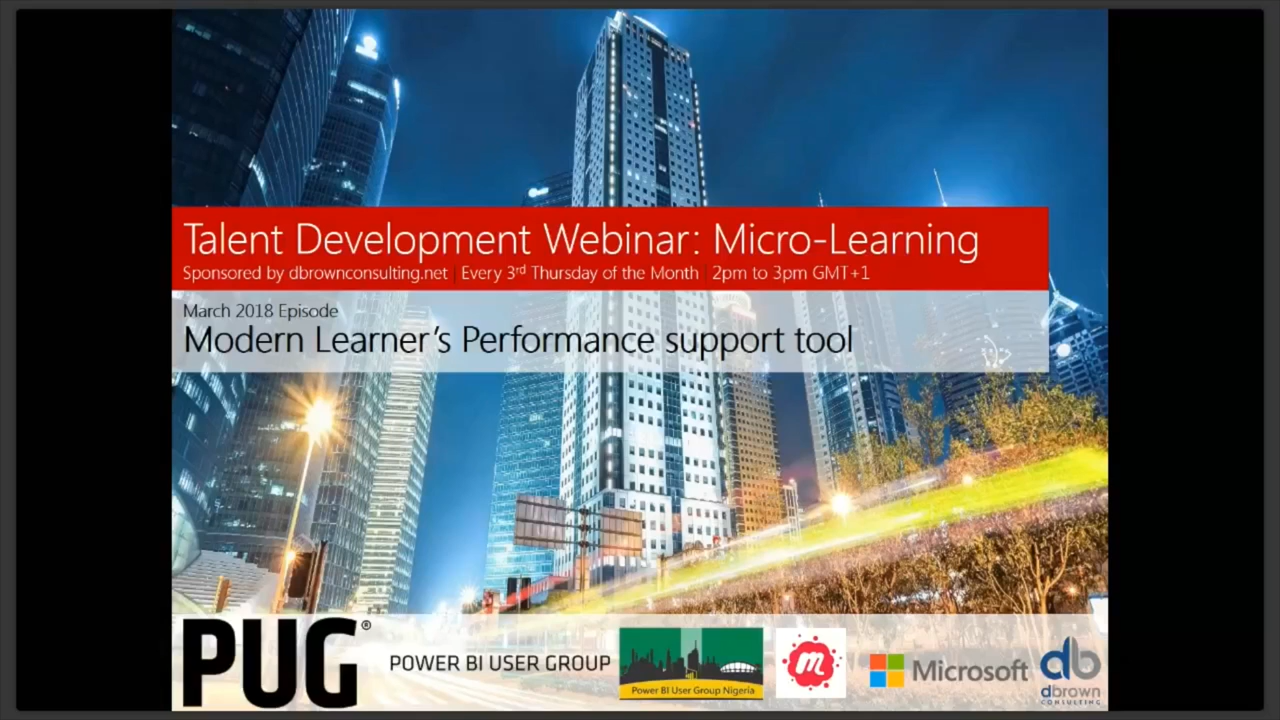 Talent Development Webinar: Micro-Learning
Sponsored by dbrownconsulting.net | Every 3rd Thursday of the Month | 2pm to 3pm GMT+1
March 2018 Episode
Modern Learner's Performance support tool
PUG®
POWER BI USER GROUP
Power BI User Group Nigeria
m
Microsoft
db
dbrown
CONSULTING